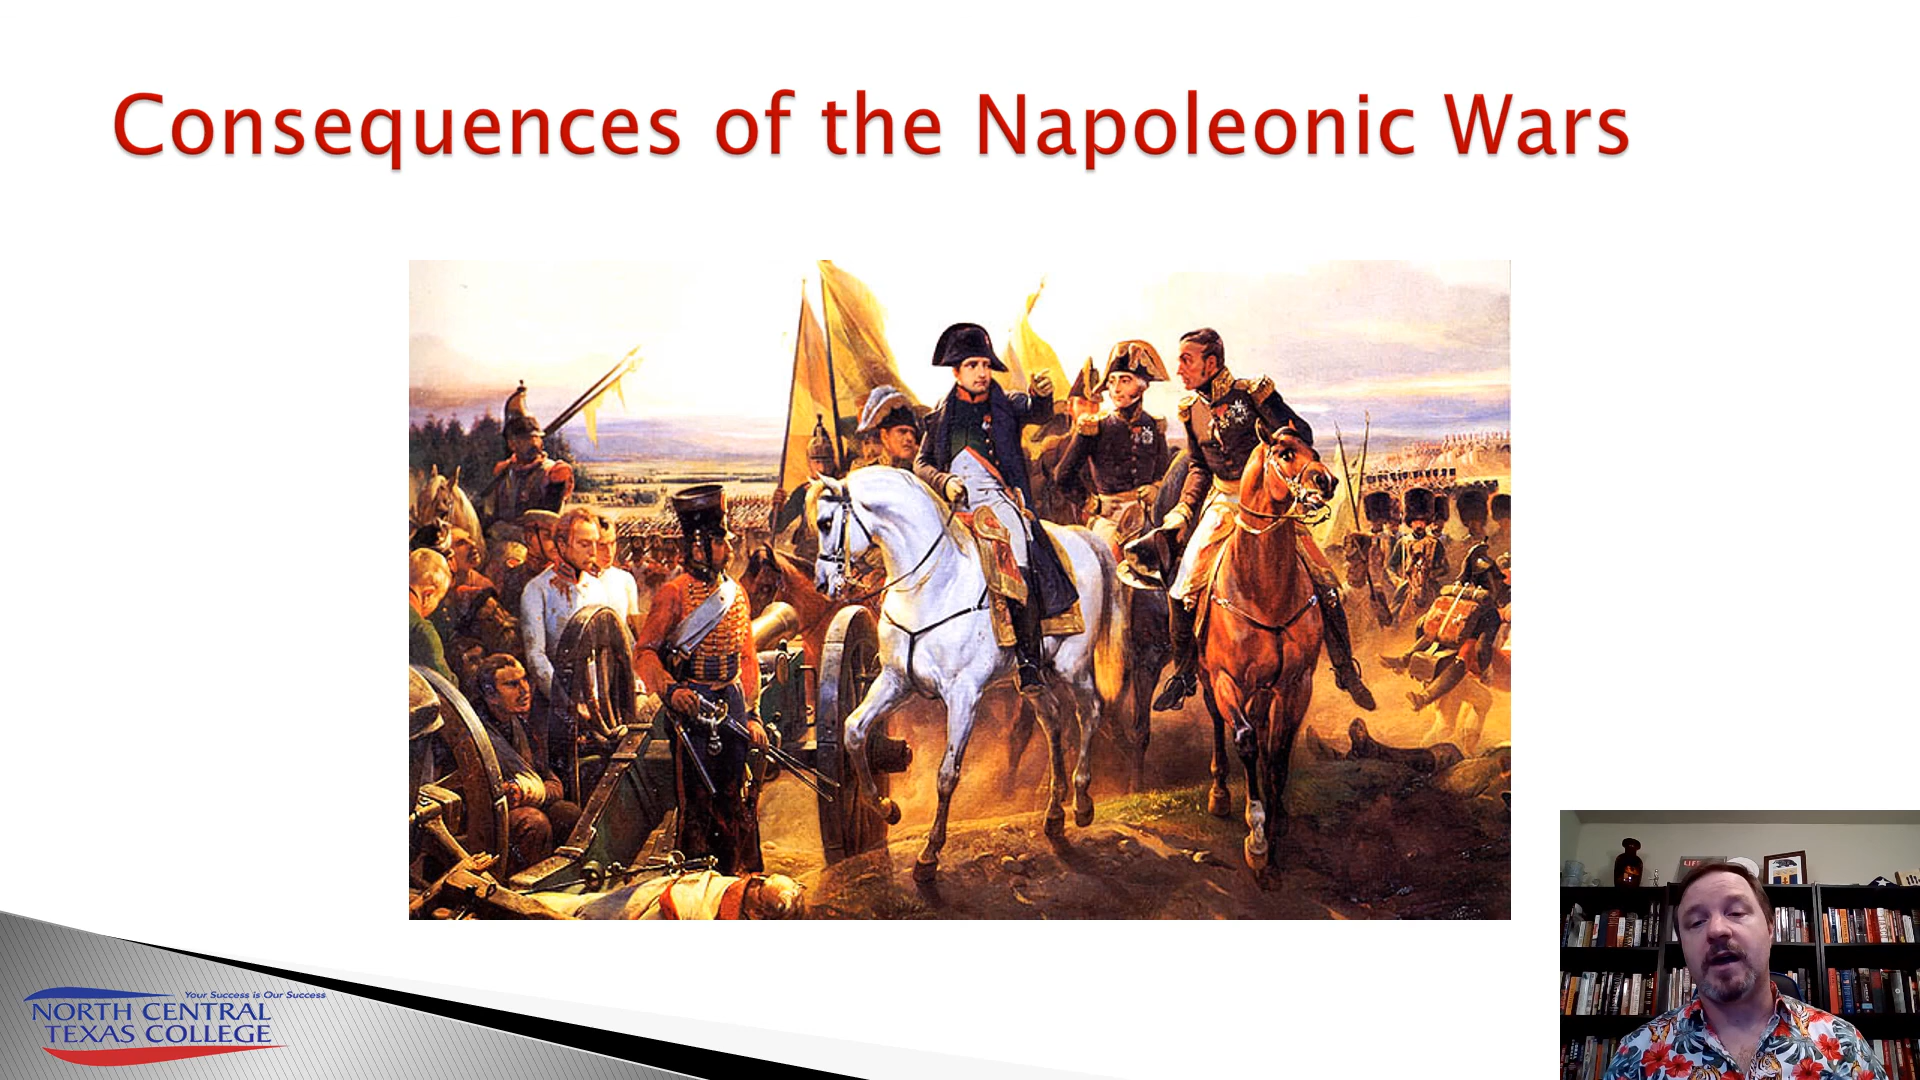 Consequences of the Napoleonic Wars
Your Success is Our Success
NORTH CENTRAL
TEXAS COLLEGE